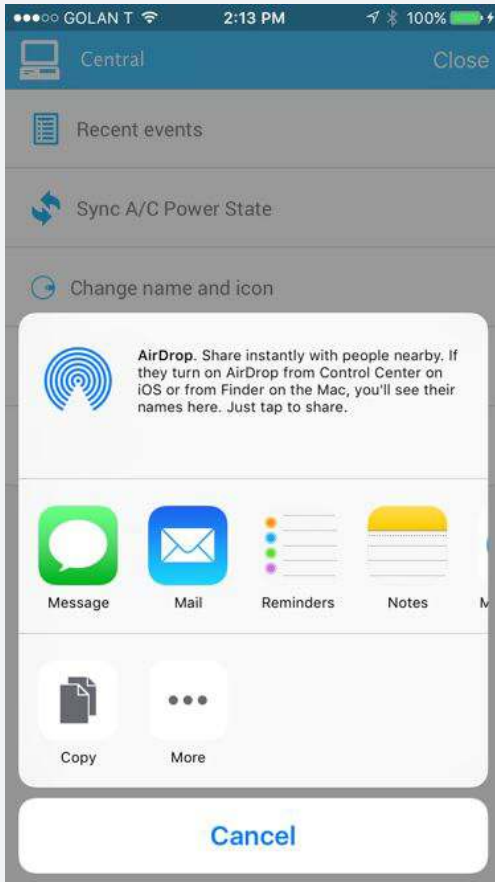 GOLAN T 2:13 PM 100%
Central Close
Recent events
Sync A/C Power State
Change name and icon
AirDrop. Share instantly with people nearby. If
they turn on AirDrop from Control Center on
iOS or from Finder on the Mac, you'll see their
names here. Just tap to share.
Message Mail Reminders Notes
Copy More
Cancel